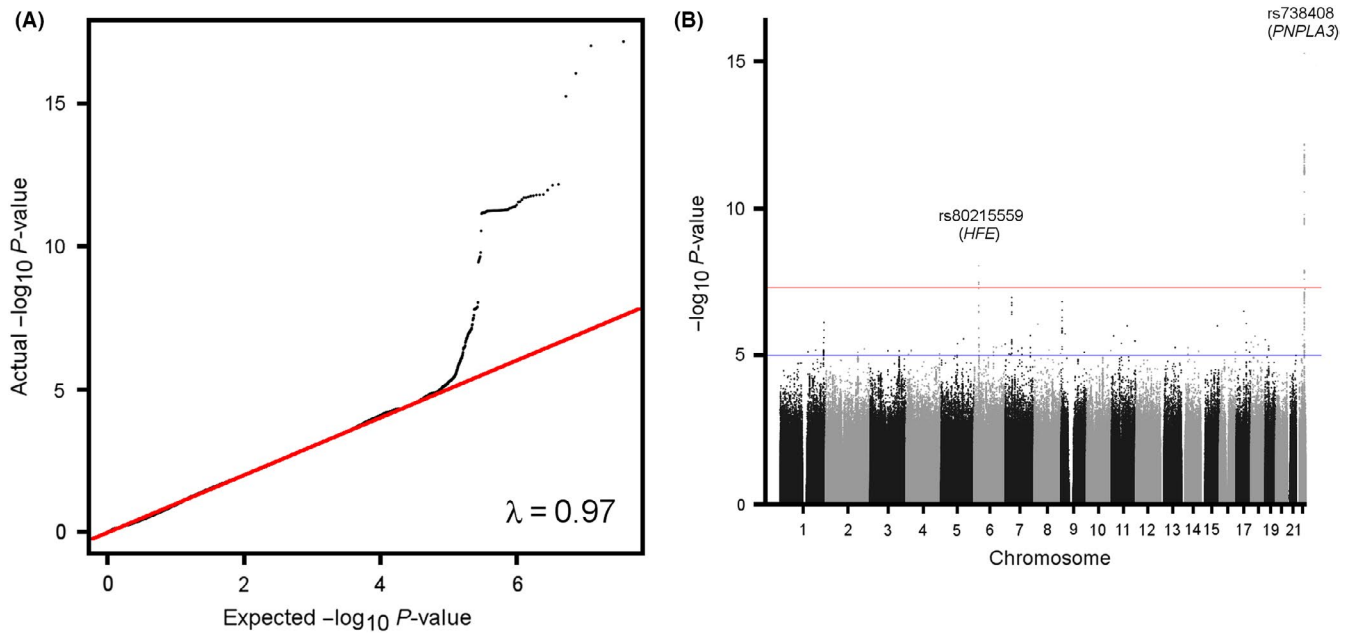 (A)
Actual –log10 P-value
15
10
5
0
0 2 4 6
Expected –log10 P-value
λ = 0.97
(B)
rs738408
(PNPLA3)
rs80215559
(HFE)
–log10 P-value
15
10
5
0
1 2 3 4 5 6 7 8 9 10 11 12 13 14 15 17 19 21
Chromosome